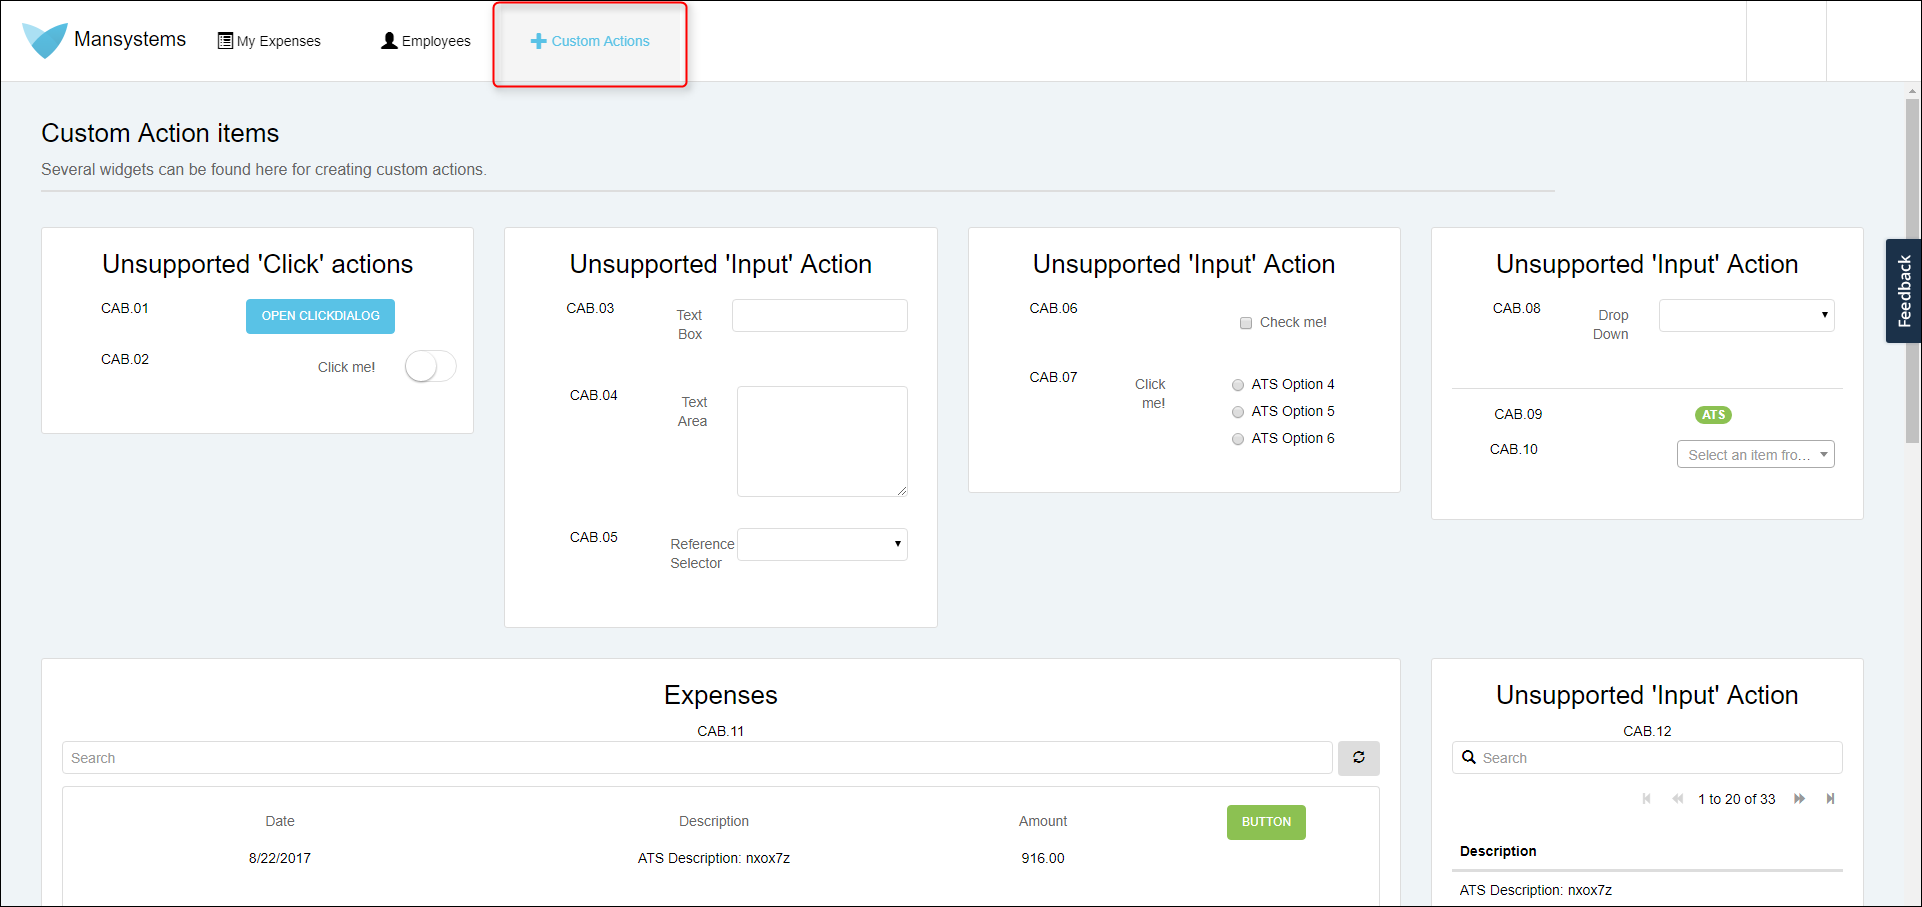 Mansystems
My Expenses
Employees
Custom Actions
Custom Action items
Several widgets can be found here for creating custom actions.
Unsupported 'Click' actions
CAB.01
OPEN CLICKDIALOG
CAB.02
Click me!
Unsupported 'Input' Action
CAB.03
Text
Box
CAB.04
Text
Area
CAB.05
Reference
Selector
Unsupported 'Input' Action
CAB.06
Check me!
CAB.07
Click
me!
ATS Option 4
ATS Option 5
ATS Option 6
Unsupported 'Input' Action
CAB.08
Drop
Down
CAB.09
ATS
CAB.10
Select an item fro...
Feedback
Expenses
CAB.11
Search
Date
Description
Amount
BUTTON
8/22/2017
ATS Description: nxox7z
916.00
Unsupported 'Input' Action
CAB.12
Search
1 to 20 of 33
Description
ATS Description: nxox7z